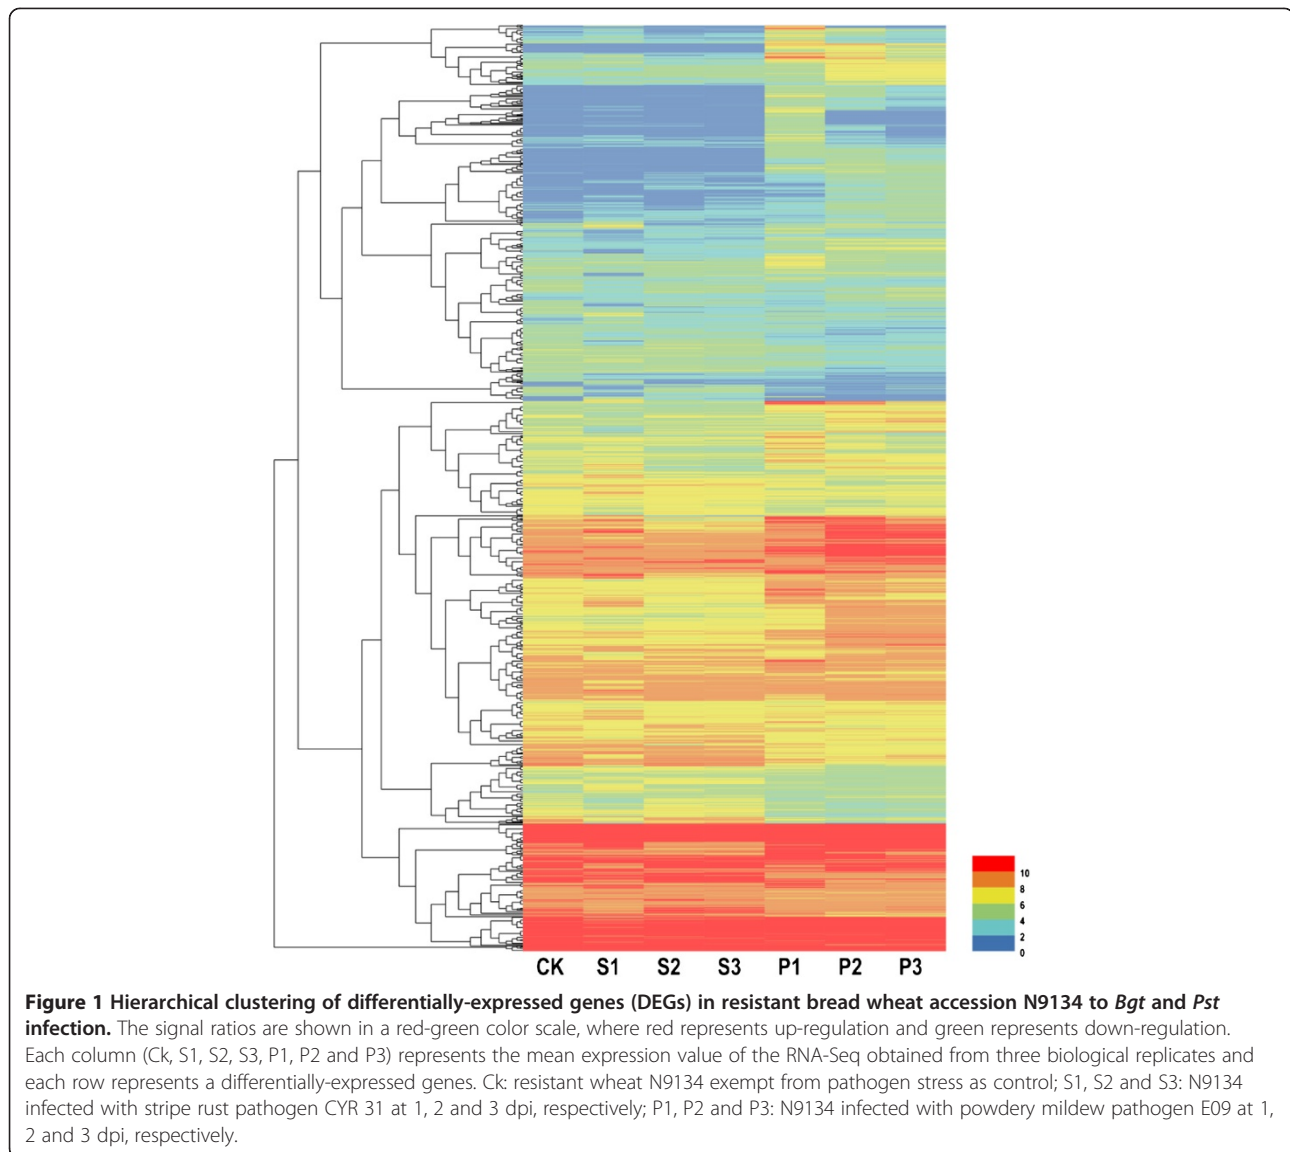 10
8
6
4
2
0
CK S1 S2 S3 P1 P2 P3
Figure 1 Hierarchical clustering of differentially-expressed genes (DEGs) in resistant bread wheat accession N9134 to Bgt and Pst
infection. The signal ratios are shown in a red-green color scale, where red represents up-regulation and green represents down-regulation.
Each column (Ck, S1, S2, S3, P1, P2 and P3) represents the mean expression value of the RNA-Seq obtained from three biological replicates and
each row represents a differentially-expressed genes. Ck: resistant wheat N9134 exempt from pathogen stress as control; S1, S2 and S3: N9134
infected with stripe rust pathogen CYR 31 at 1, 2 and 3 dpi, respectively; P1, P2 and P3: N9134 infected with powdery mildew pathogen E09 at 1,
2 and 3 dpi, respectively.